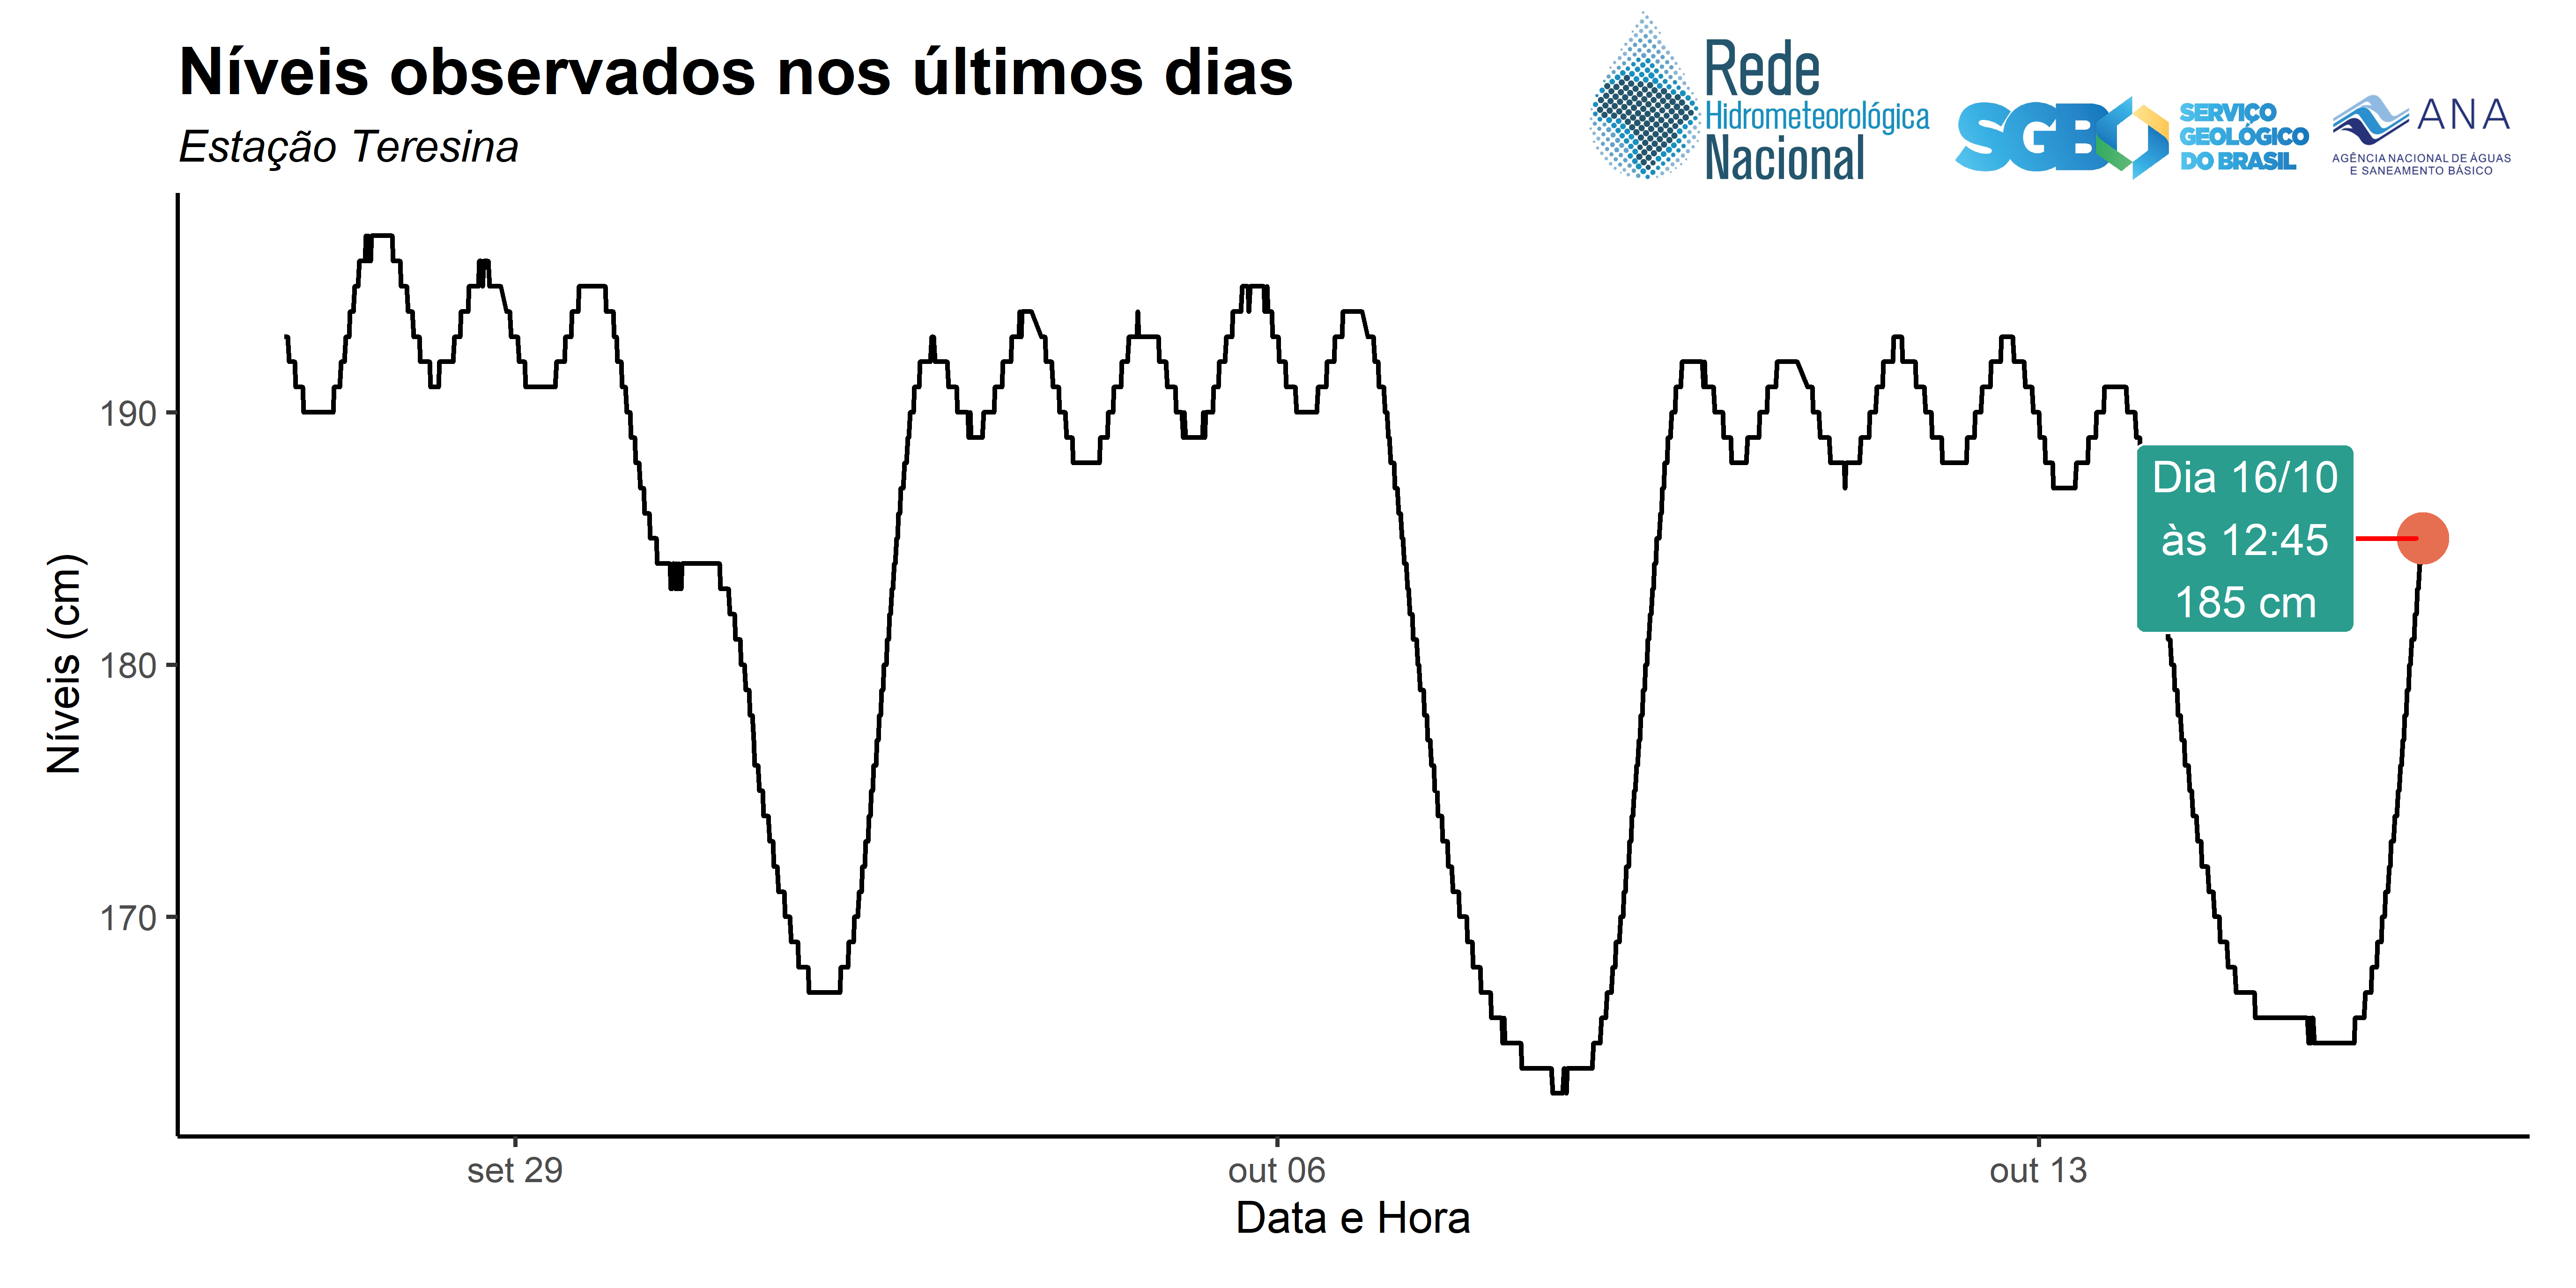 Níveis observados nos últimos dias
Estação Teresina
Rede
Hidrometeorológica
Nacional
SGB
SERVIÇO
GEOLÓGICO
DO BRASIL
ANA
AGÊNCIA NACIONAL DE ÁGUAS
E SANEAMENTO BÁSICO
Níveis (cm)
190
180
170
Dia 16/10
às 12:45
185 cm
set 29
out 06
out 13
Data e Hora